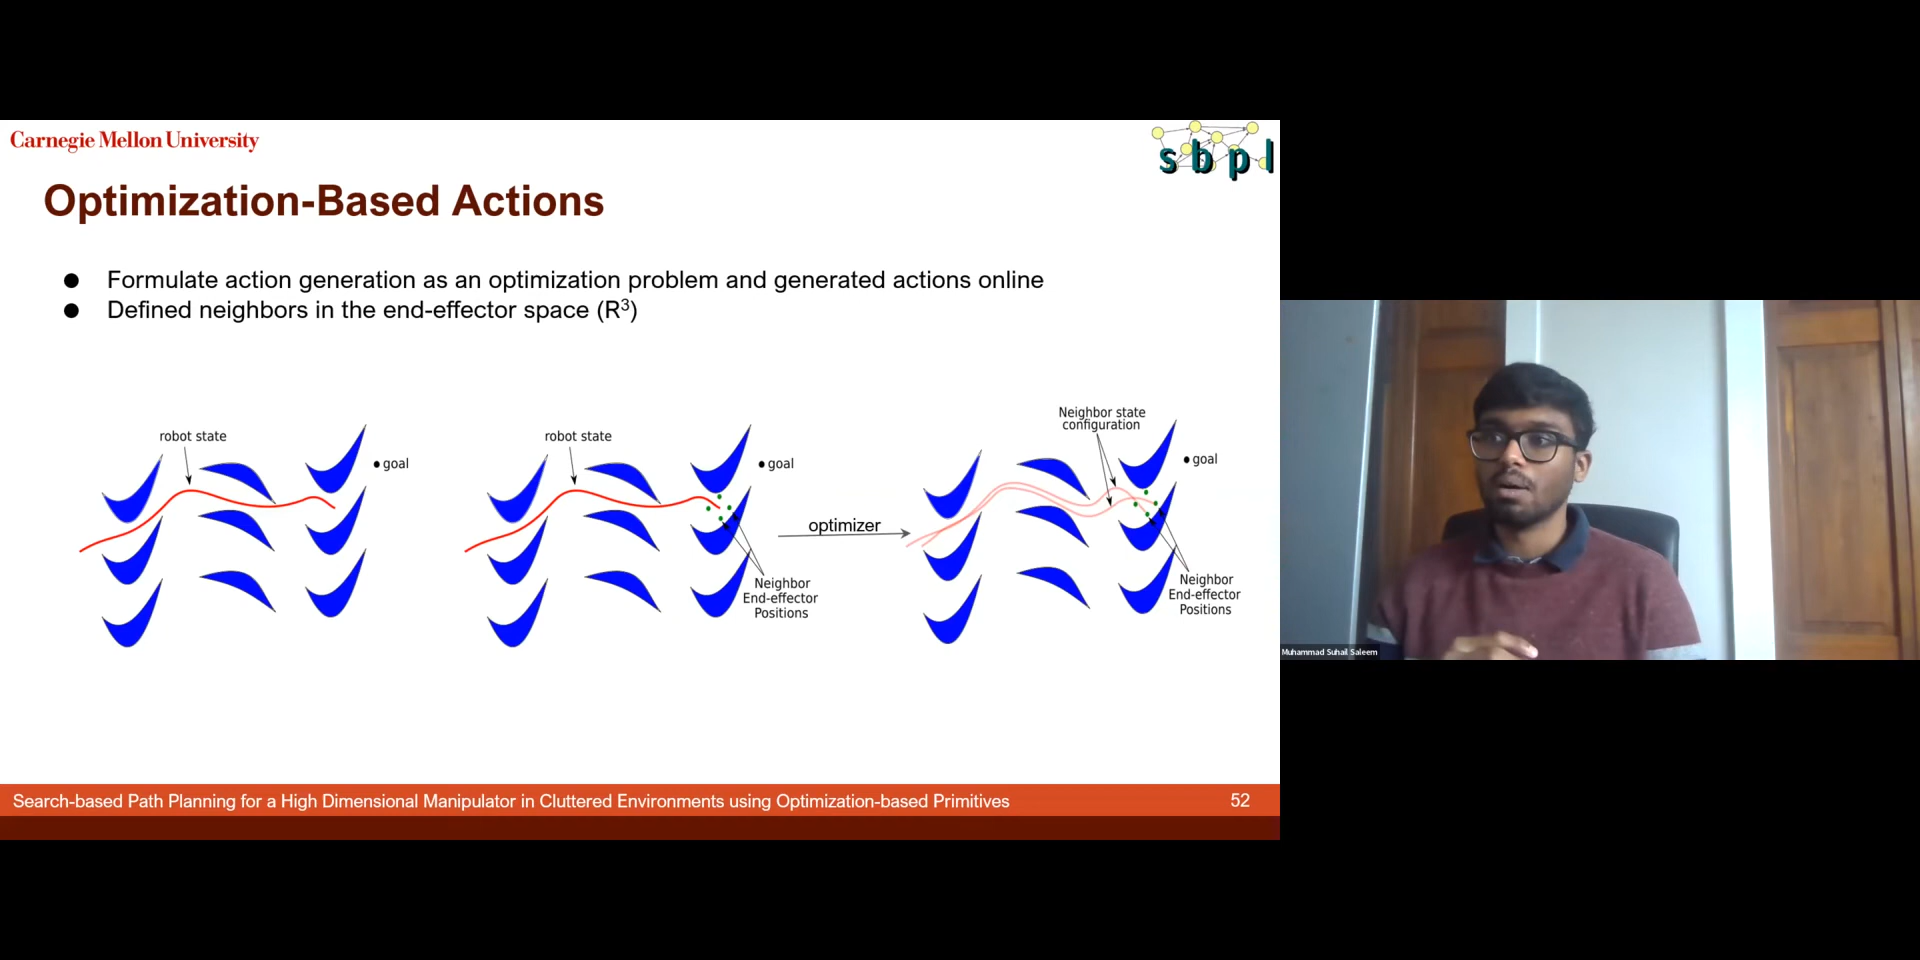 Carnegie Mellon University
sbpl
Optimization-Based Actions
● Formulate action generation as an optimization problem and generated actions online
● Defined neighbors in the end-effector space (R³)
robot state
goal
robot state
goal
Neighbor
End-effector
Positions
optimizer
Neighbor state
configuration
goal
Neighbor
End-effector
Positions
Muhammad Suhail Saleem
Search-based Path Planning for a High Dimensional Manipulator in Cluttered Environments using Optimization-based Primitives
52